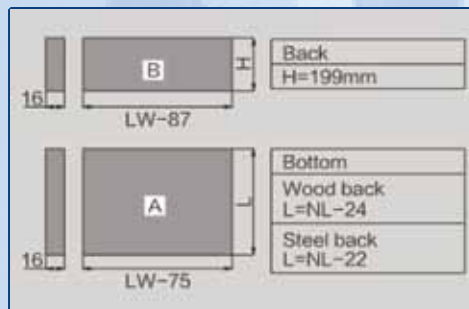 B
H
16
LW-87
Back
H=199mm
A
L
16
LW-75
Bottom
Wood back
L=NL-24
Steel back
L=NL-22